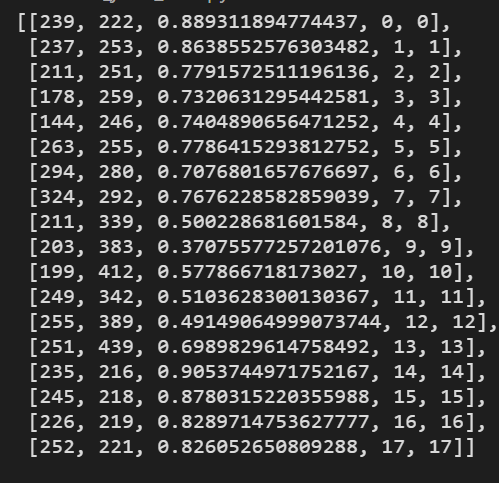 [[239, 222, 0.889311894774437, 0, 0],
[237, 253, 0.8638552576303482, 1, 1],
[211, 251, 0.7791572511196136, 2, 2],
[178, 259, 0.7320631295442581, 3, 3],
[144, 246, 0.7404890656471252, 4, 4],
[263, 255, 0.7786415293812752, 5, 5],
[294, 280, 0.7076801657676697, 6, 6],
[324, 292, 0.7676228582859039, 7, 7],
[211, 339, 0.500228681601584, 8, 8],
[203, 383, 0.37075577257201076, 9, 9],
[199, 412, 0.577866718173027, 10, 10],
[249, 342, 0.5103628300130367, 11, 11],
[255, 389, 0.49149064999073744, 12, 12],
[251, 439, 0.6989829614758492, 13, 13],
[235, 216, 0.9053744971752167, 14, 14],
[245, 218, 0.8780315220355988, 15, 15],
[226, 219, 0.8289714753627777, 16, 16],
[252, 221, 0.826052650809288, 17, 17]]